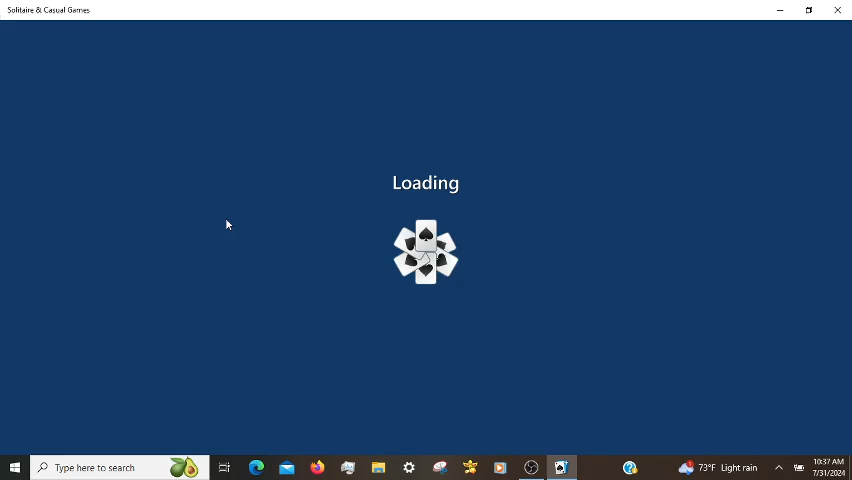 Solitaire & Casual Games
Loading
Type here to search
73°F Light rain
10:37 AM
7/31/2024